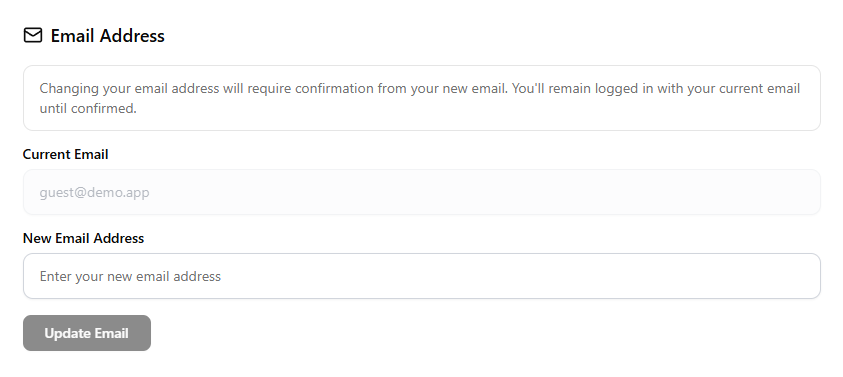 Email Address
Changing your email address will require confirmation from your new email. You'll remain logged in with your current email
until confirmed.
Current Email
guest@demo.app
New Email Address
Enter your new email address
Update Email